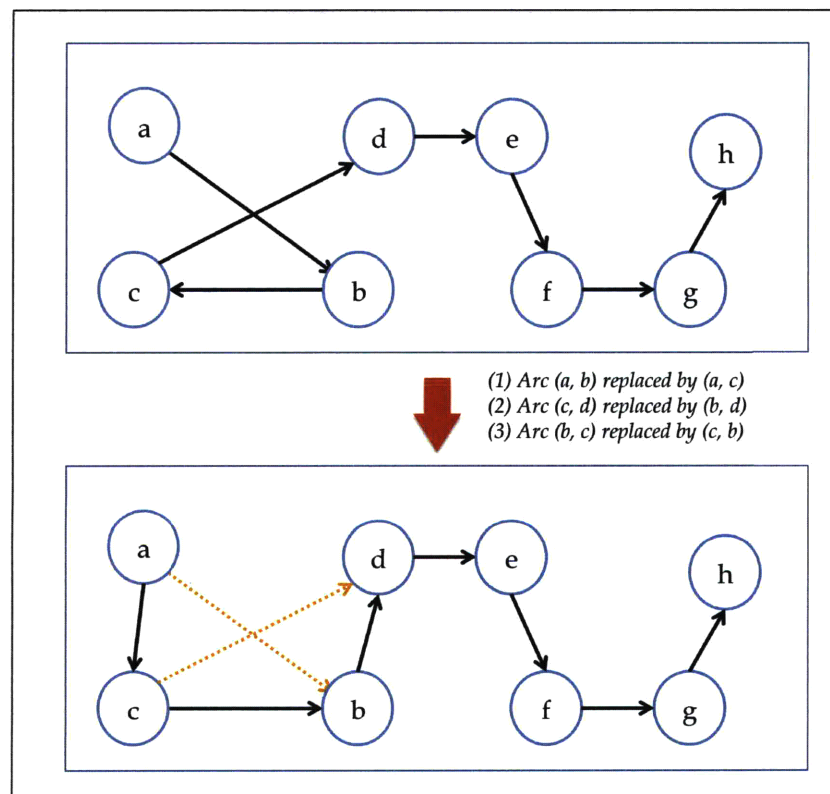 a
d
e
h
c
b
f
g
(1) Arc (a, b) replaced by (a, c)
(2) Arc (c, d) replaced by (b, d)
(3) Arc (b, c) replaced by (c, b)
a
d
e
h
c
b
f
g